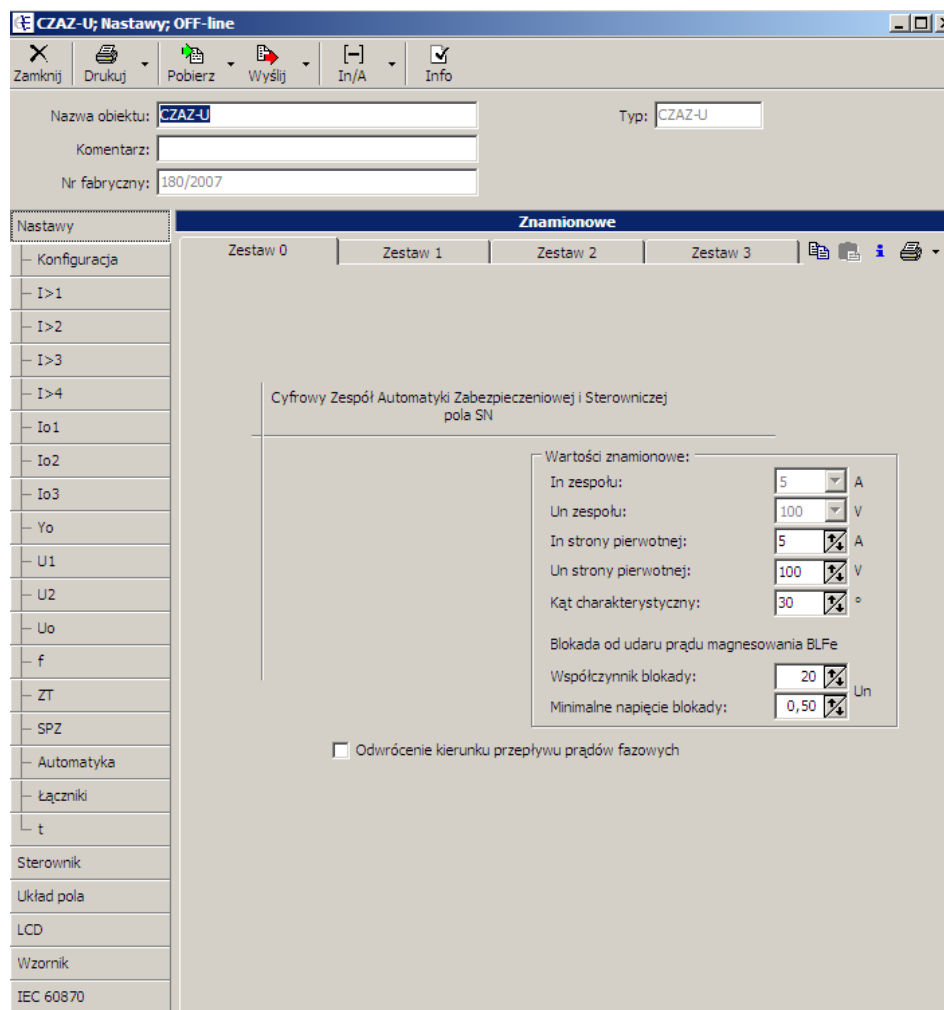 CZAZ-U; Nastawy; OFF-line
Zamknij Drukuj Pobierz Wyślij In/A Info
Nazwa obiektu: CZAZ-U Typ: CZAZ-U
Komentarz:
Nr fabryczny: 180/2007
Nastawy
Konfiguracja
I>1
I>2
I>3
I>4
Io1
Io2
Io3
Yo
U1
U2
Uo
f
ZT
SPZ
Automatyka
Łączniki
t
Sterownik
Układ pola
LCD
Wzornik
IEC 60870
Znamionowe
Zestaw 0 Zestaw 1 Zestaw 2 Zestaw 3
Cyfrowy Zespół Automatyki Zabezpieczeniowej i Sterowniczej
pola SN
Wartości znamionowe:
In zespołu: 5 A
Un zespołu: 100 V
In strony pierwotnej: 5 A
Un strony pierwotnej: 100 V
Kąt charakterystyczny: 30 °
Blokada od udaru prądu magnesowania BLFe
Współczynnik blokady: 20
Un
Minimalne napięcie blokady: 0,50
Odwrócenie kierunku przepływu prądów fazowych